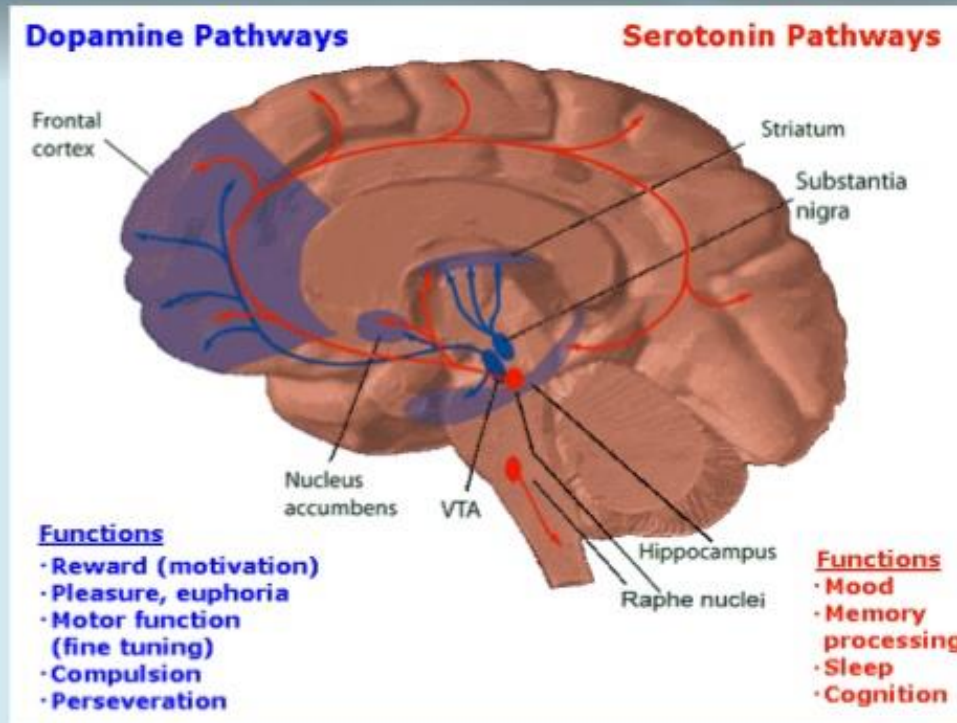 Dopamine Pathways
Serotonin Pathways
Frontal
cortex
Striatum
Substantia
nigra
Nucleus
accumbens
VTA
Hippocampus
Raphe nuclei
Functions
·Reward (motivation)
·Pleasure, euphoria
·Motor function
(fine tuning)
·Compulsion
·Perseveration
Functions
·Mood
·Memory
processing
·Sleep
·Cognition